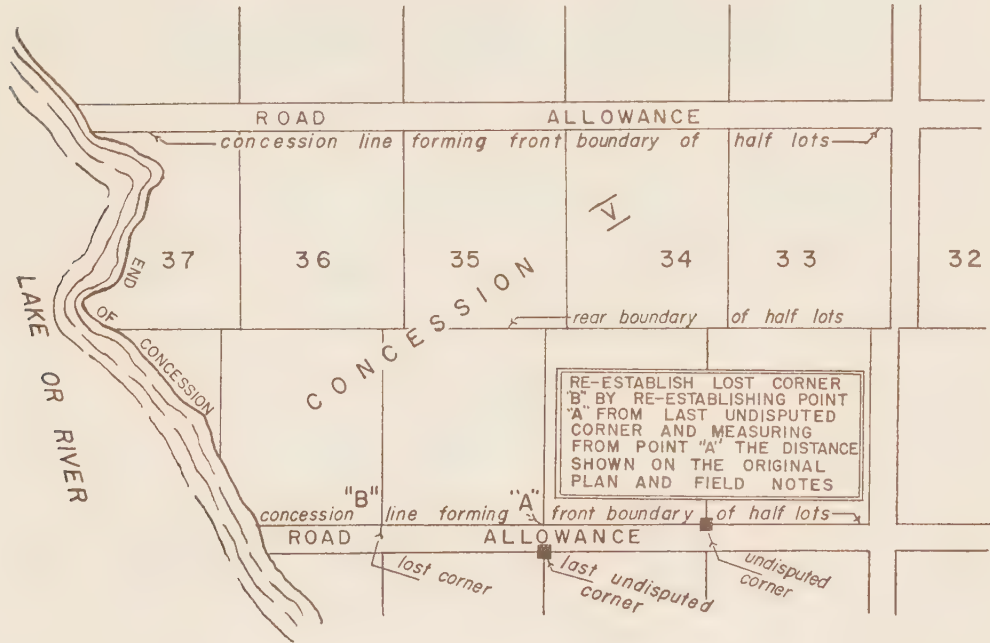 ROAD ALLOWANCE
concession line forming front boundary of half lots
V
37 36 35 34 33 32
END OF CONCESSION
CONCESSION
LAKE OR RIVER
rear boundary of half lots
RE-ESTABLISH LOST CORNER
"B" BY RE-ESTABLISHING POINT
"A" FROM LAST UNDISPUTED
CORNER AND MEASURING
FROM POINT "A" THE DISTANCE
SHOWN ON THE ORIGINAL
PLAN AND FIELD NOTES
"B" "A"
concession line forming front boundary of half lots
ROAD ALLOWANCE
lost corner
last undisputed
corner
undisputed
corner